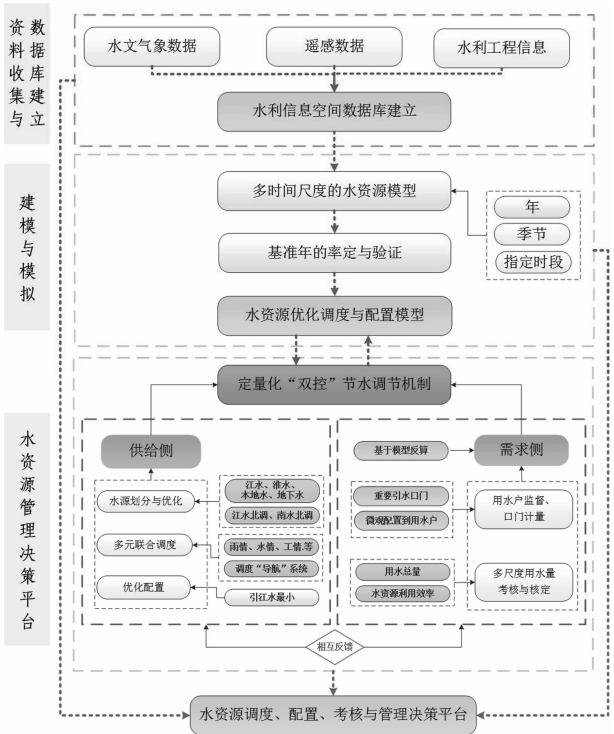 资料收集与
数据库建立
水文气象数据
遥感数据
水利工程信息
水利信息空间数据库建立
建模与模拟
多时间尺度的水资源模型
年
季节
指定时段
基准年的率定与验证
水资源优化调度与配置模型
水资源管理决策平台
定量化“双控”节水调节机制
供给侧
水源划分与优化
江水、淮水、
本地水、地下水
江水北调、南水北调
多元联合调度
雨情、水情、工情.等
调度“导航”系统
优化配置
引江水最小
基于模型反算
需求侧
重要引水口门
微观配置到用水户
用水户监督、
口门计量
用水总量
水资源利用效率
多尺度用水量
考核与核定
相互反馈
水资源调度、配置、考核与管理决策平台